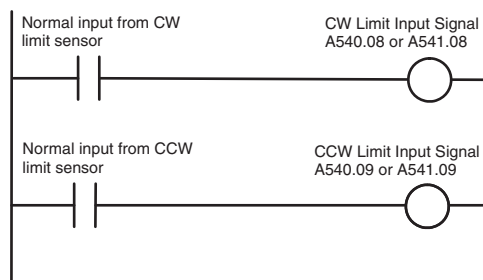 Normal input from CW
limit sensor
CW Limit Input Signal
A540.08 or A541.08
Normal input from CCW
limit sensor
CCW Limit Input Signal
A540.09 or A541.09